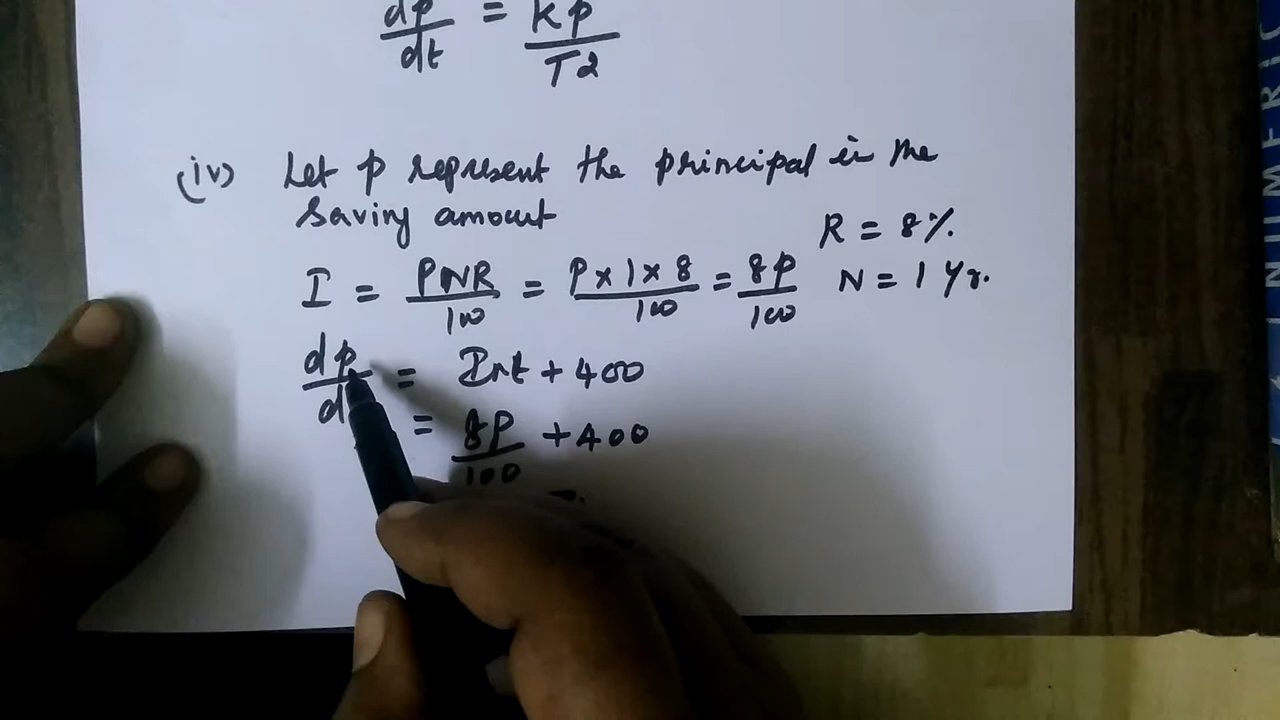 dp/dt = kp/T2
(iv) Let p represent the principal in the
saving amount
R = 8%
I = PNR/100 = P x 1 x 8/100 = 8p/100 N = 1 Yr.
dp/d = Int + 400
= 8p/100 + 400
NUMERIC